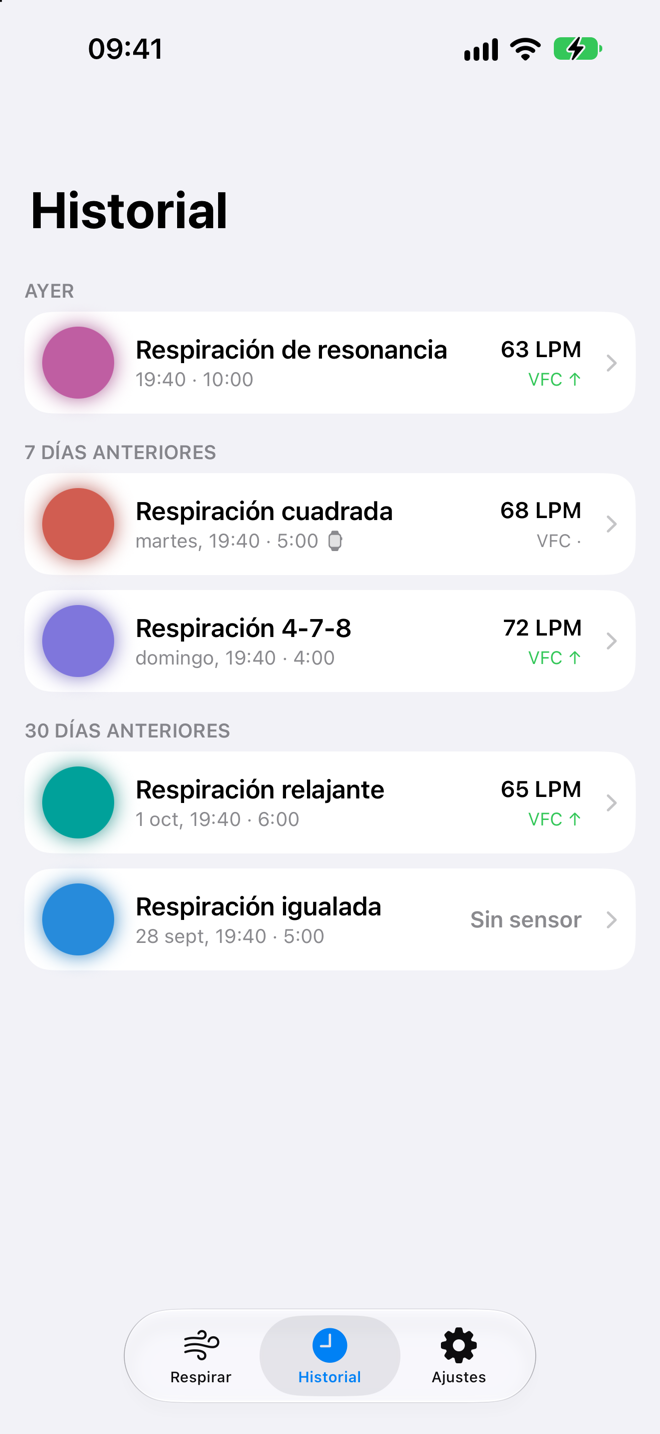 09:41
Historial
AYER
Respiración de resonancia
63 LPM
19:40 · 10:00
VFC ↑
7 DÍAS ANTERIORES
Respiración cuadrada
68 LPM
martes, 19:40 · 5:00
VFC ·
Respiración 4-7-8
72 LPM
domingo, 19:40 · 4:00
VFC ↑
30 DÍAS ANTERIORES
Respiración relajante
65 LPM
1 oct, 19:40 · 6:00
VFC ↑
Respiración igualada
Sin sensor
28 sept, 19:40 · 5:00
Respirar
Historial
Ajustes